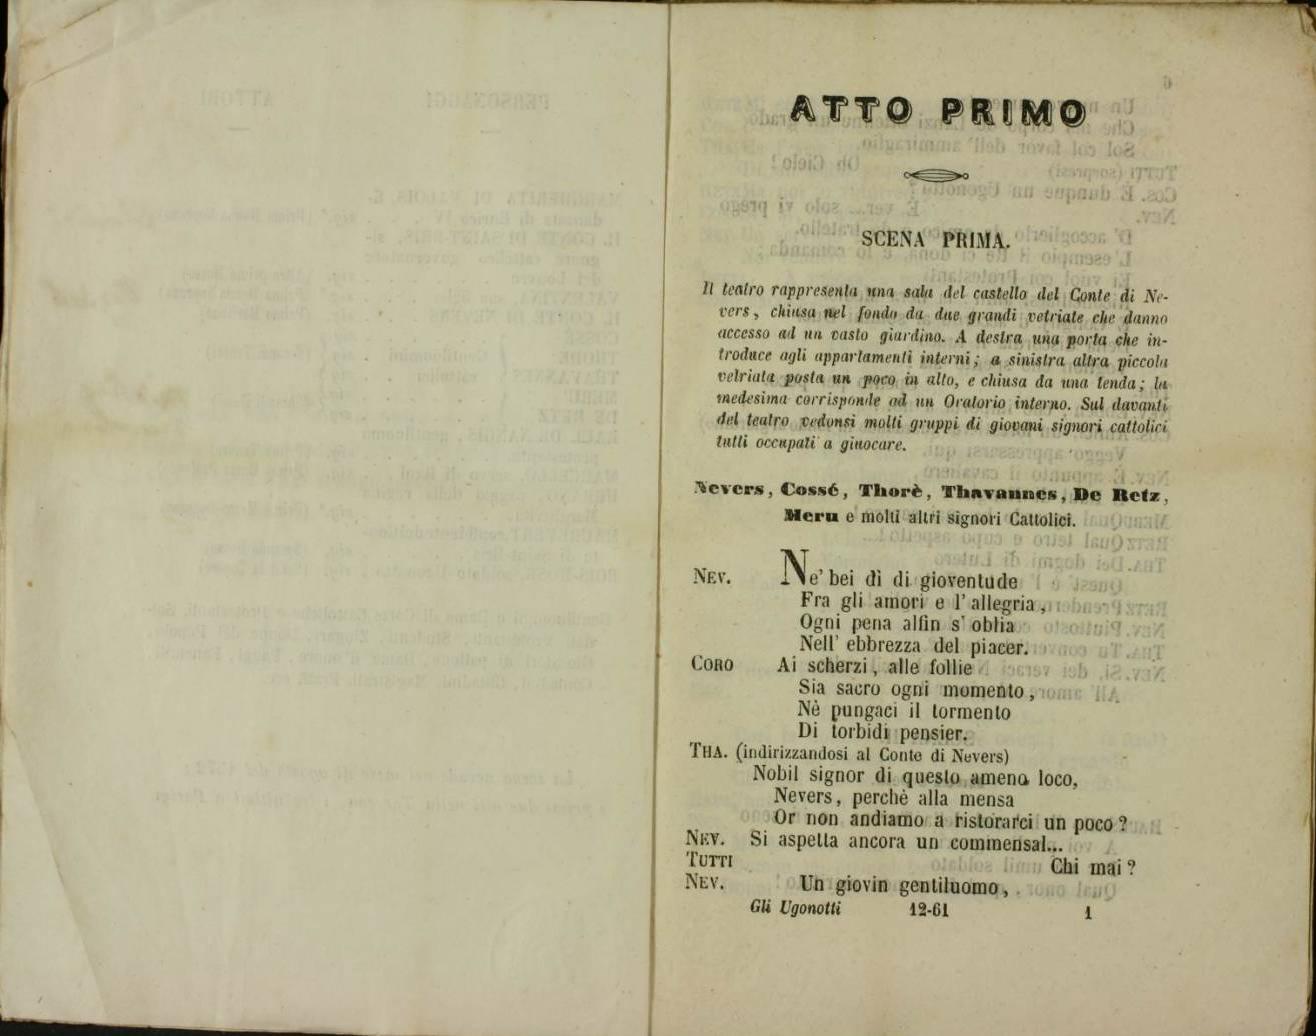 ATTO PRIMO
SCENA PRIMA.
Il teatro rappresenta una sala del castello del Conte di Ne-
vers, chiusa nel fondo da due grandi vetriate che danno
accesso ad un vasto giardino. A destra una porta che in-
troduce agli appartamenti interni; a sinistra altra piccola
vetriata posta un poco in alto, e chiusa da una tenda; la
medesima corrisponde ad un Oratorio interno. Sul davanti
del teatro vedonsi molti gruppi di giovani signori cattolici
tutti occupati a giuocare.
Nevers, Cossé, Thorè, Thavannes, De Retz,
Meru e molti altri signori Cattolici.
NEV. Ne' bei dì di gioventude
Fra gli amori e l'allegria,
Ogni pena alfin s'oblia
Nell' ebbrezza del piacer.
CORO Ai scherzi, alle follie
Sia sacro ogni momento,
Nè pungaci il tormento
Di torbidi pensier.
THA. (indirizzandosi al Conte di Nevers)
Nobil signor di questo ameno loco,
Nevers, perchè alla mensa
Or non andiamo a ristorarci un poco?
NEV. Si aspetta ancora un commensal...
TUTTI Chi mai?
NEV. Un giovin gentiluomo,
Gli Ugonotti 12-61 1